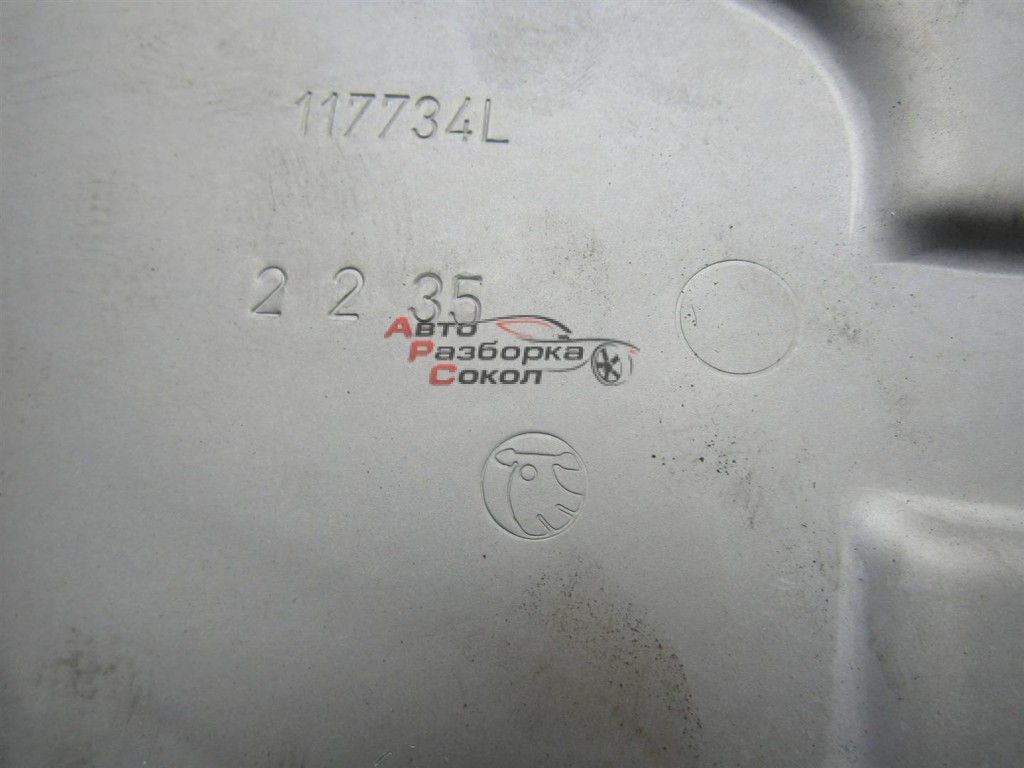 117734L
2 2 35
Авто
Разборка
Сокол